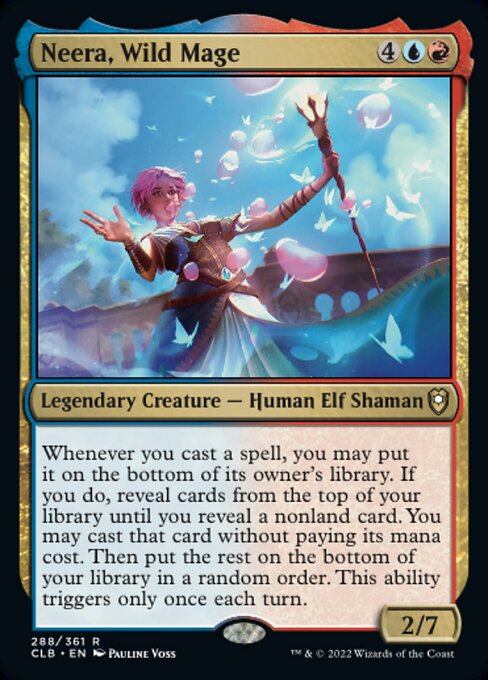 Neera, Wild Mage 4
Legendary Creature — Human Elf Shaman
Whenever you cast a spell, you may put
it on the bottom of its owner's library. If
you do, reveal cards from the top of your
library until you reveal a nonland card. You
may cast that card without paying its mana
cost. Then put the rest on the bottom of
your library in a random order. This ability
triggers only once each turn.
2/7
288/361 R
CLB • EN Pauline Voss
™ & © 2022 Wizards of the Coast